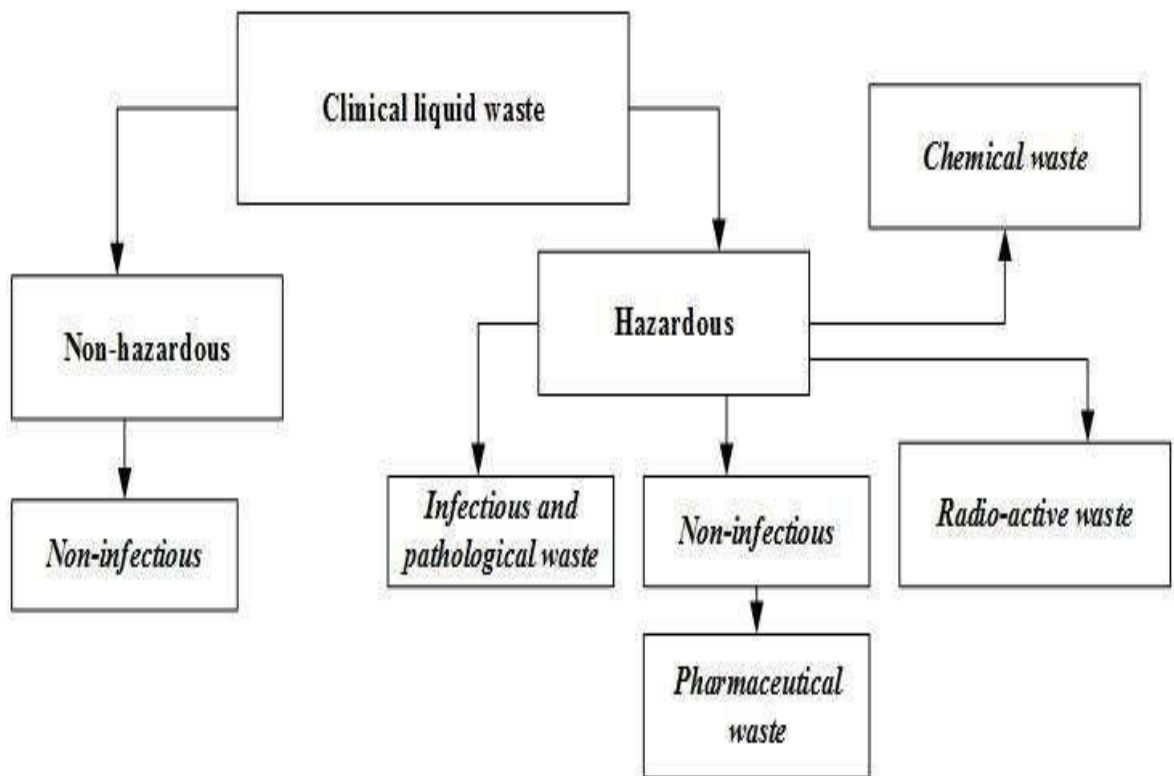 Clinical liquid waste
Chemical waste
Non-hazardous
Hazardous
Non-infectious
Infectious and
pathological waste
Non-infectious
Radio-active waste
Pharmaceutical
waste